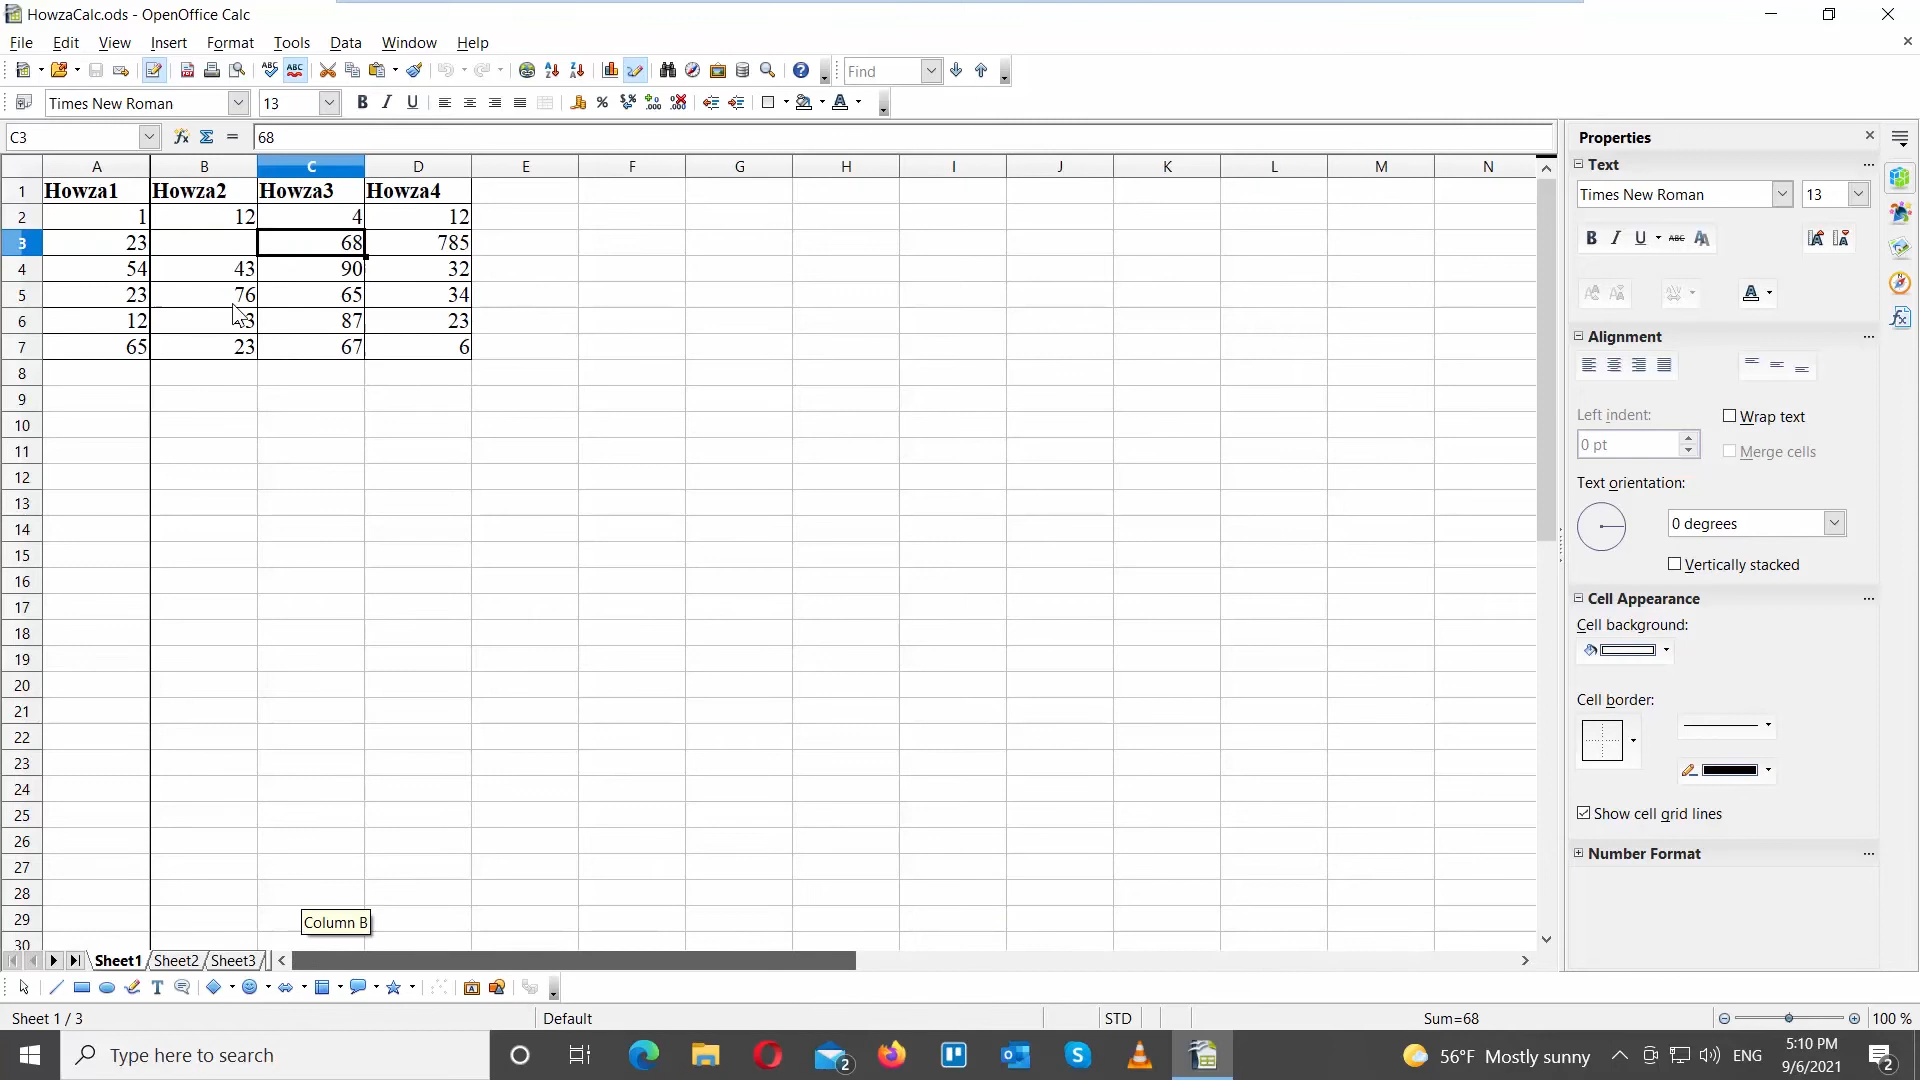 HowzaCalc.ods - OpenOffice Calc
File Edit View Insert Format Tools Data Window Help
Find
Times New Roman 13
C3 68
Properties
A B C D E F G H I J K L M N
Text
1 Howza1 Howza2 Howza3 Howza4
Times New Roman 13
2 1 12 4 12
3 23 68 785
4 54 43 90 32
5 23 76 65 34
6 12 3 87 23
Alignment
7 65 23 67 6
8
9
10
11
12
13
14
15
16
17
18
19
20
21
22
23
24
25
26
27
28
29
30
Left indent:
Wrap text
0 pt
Merge cells
Text orientation:
0 degrees
Vertically stacked
Cell Appearance
Cell background:
Cell border:
Show cell grid lines
Number Format
Column B
Sheet1 Sheet2 Sheet3
Sheet 1 / 3 Default STD Sum=68 100 %
Type here to search
2
56°F Mostly sunny
ENG
5:10 PM
9/6/2021
2